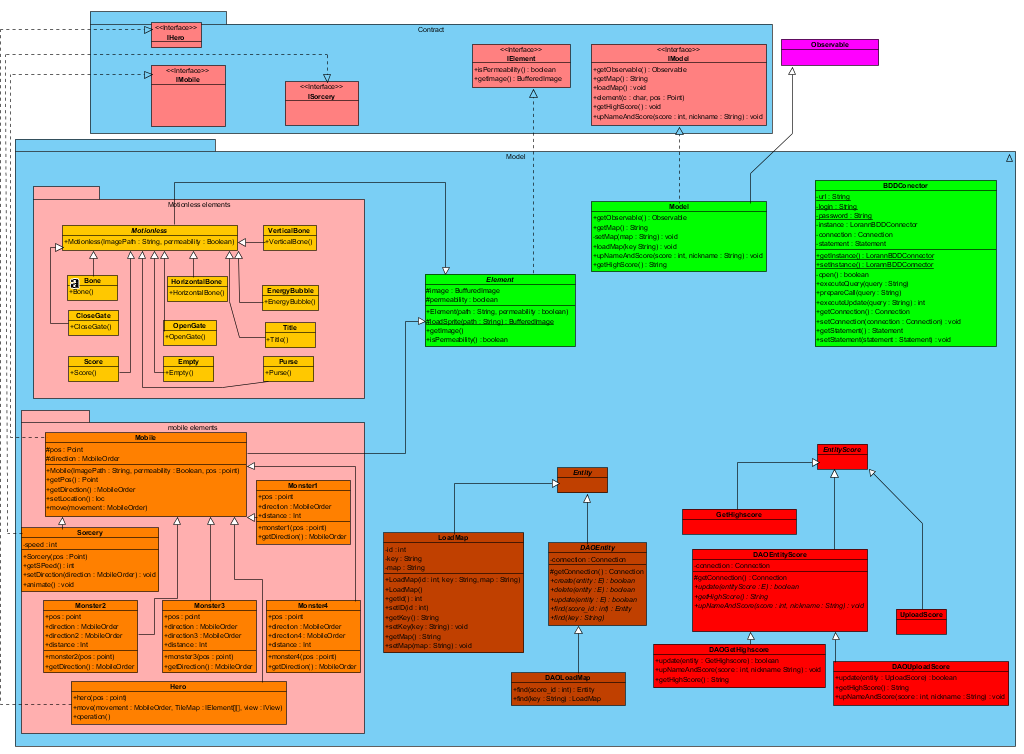 Contract
<<Interface>>
IHero
<<Interface>>
IMobile
<<Interface>>
ISorcery
<<Interface>>
IElement
+isPermeability() : boolean
+getImage() : BufferedImage
<<Interface>>
IModel
+getObservable() : Observable
+getMap() : String
+loadMap() : void
+element(c : char, pos : Point)
+getHighScore() : void
+upNameAndScore(score : int, nickname : String) : void
Observable
Model
Motionless elements
Motionless
+Motionless(ImagePath : String, permeability : Boolean)
VerticalBone
+VerticalBone()
a
Bone
+Bone()
HorizontalBone
+HorizontalBone()
EnergyBubble
+EnergyBubble()
CloseGate
+CloseGate()
OpenGate
+OpenGate()
Title
+Title()
Score
+Score()
Empty
+Empty()
Purse
+Purse()
Model
+getObservable() : Observable
+getMap() : String
-setMap(map : String) : void
+loadMap(key String) : void
+upNameAndScore(score : int, nickname : String) : void
+getHighScore() : String
Element
#image : BufferedImage
#permeability : boolean
+Element(path : String, permeability : boolean)
#loadSprite(path : String) : BufferedImage
+getImage()
+isPermeability() : boolean
BDDConector
-url : String
-login : String
-password : String
-instance : LorannBDDConnector
-connection : Connection
-statement : Statement
+getInstance() : LorannBDDConnector
+setInstance() : LorannBDDConnector
-open() : boolean
+executeQuery(query : String)
+prepareCall(query : String)
+executeUpdate(query : String) : int
+getConnection() : Connection
+setConnection(connection : Connection) : void
+getStatement() : Statement
+setStatement(statement : Statement) : void
mobile elements
Mobile
#pos : Point
#direction : MobileOrder
+Mobile(ImagePath : String, permeability : Boolean, pos : point)
+getPos() : Point
+getDirection() : MobileOrder
+setLocation() : loc
+move(movement : MobileOrder)
Monster1
+pos : point
+direction : MobileOrder
+distance : Int
+monster1(pos : point)
+getDirection() : MobileOrder
Sorcery
-speed : int
+Sorcery(pos : Point)
+getSPeed() : int
+setDirection(direction : MobileOrder) : void
+animate() : void
Monster2
+pos : point
+direction : MobileOrder
+direction2 : MobileOrder
+distance : Int
+monster2(pos : point)
+getDirection() : MobileOrder
Monster3
+pos : point
+direction : MobileOrder
+direction3 : MobileOrder
+distance : Int
+monster3(pos : point)
+getDirection() : MobileOrder
Monster4
+pos : point
+direction : MobileOrder
+direction4 : MobileOrder
+distance : Int
+monster4(pos : point)
+getDirection() : MobileOrder
Hero
+hero(pos : point)
+move(movement : MobileOrder, TileMap : IElement[][], view : IView)
+operation()
Entity
LoadMap
-id : int
-key : String
-map : String
+LoadMap(id : int, key : String, map : String)
+LoadMap()
+getId() : int
+setID(id : int)
+getKey() : String
+setKey(key : String) : void
+getMap() : String
+setMap(map : String) : void
DAOEntity
-connection : Connection
#getConnection() : Connection
+create(entity : E) : boolean
+delete(entity : E) : boolean
+update(entity : E) : boolean
+find(score_id : int) : Entity
+find(key : String)
DAOLoadMap
+find(score_id : int) : Entity
+find(key : String) : LoadMap
EntityScore
GetHighscore
DAOEntityScore
-connection : Connection
#getConnection() : Connection
+update(entityScore : E) : boolean
+getHighScore() : String
+upNameAndScore(score : int, nickname : String) : void
UploadScore
DAOGetHighscore
+update(entity : GetHighscore) : boolean
+upNameAndScore(score : int, nickname String) : void
+getHighScore() : String
DAOUploadScore
+update(entity : UploadScore) : boolean
+getHighScore() : String
+upNameAndScore(score : int, nickname : String) : void